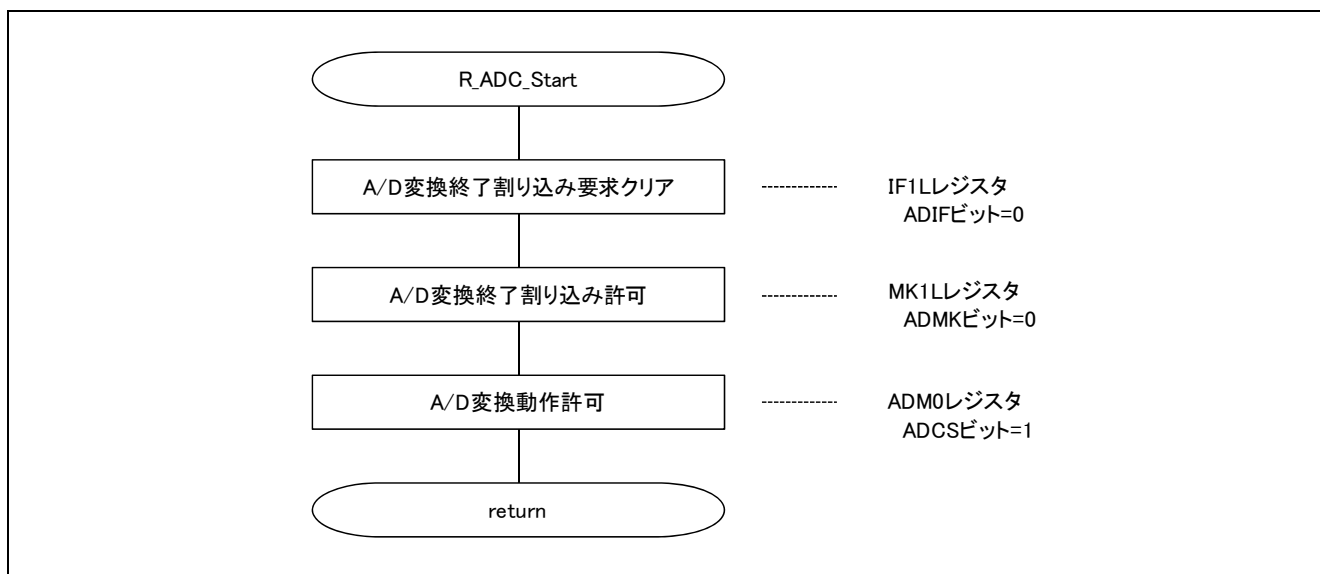 R_ADC_Start
A/D変換終了割り込み要求クリア
IF1Lレジスタ
ADIFビット=0
A/D変換終了割り込み許可
MK1Lレジスタ
ADMKビット=0
A/D変換動作許可
ADM0レジスタ
ADCSビット=1
return